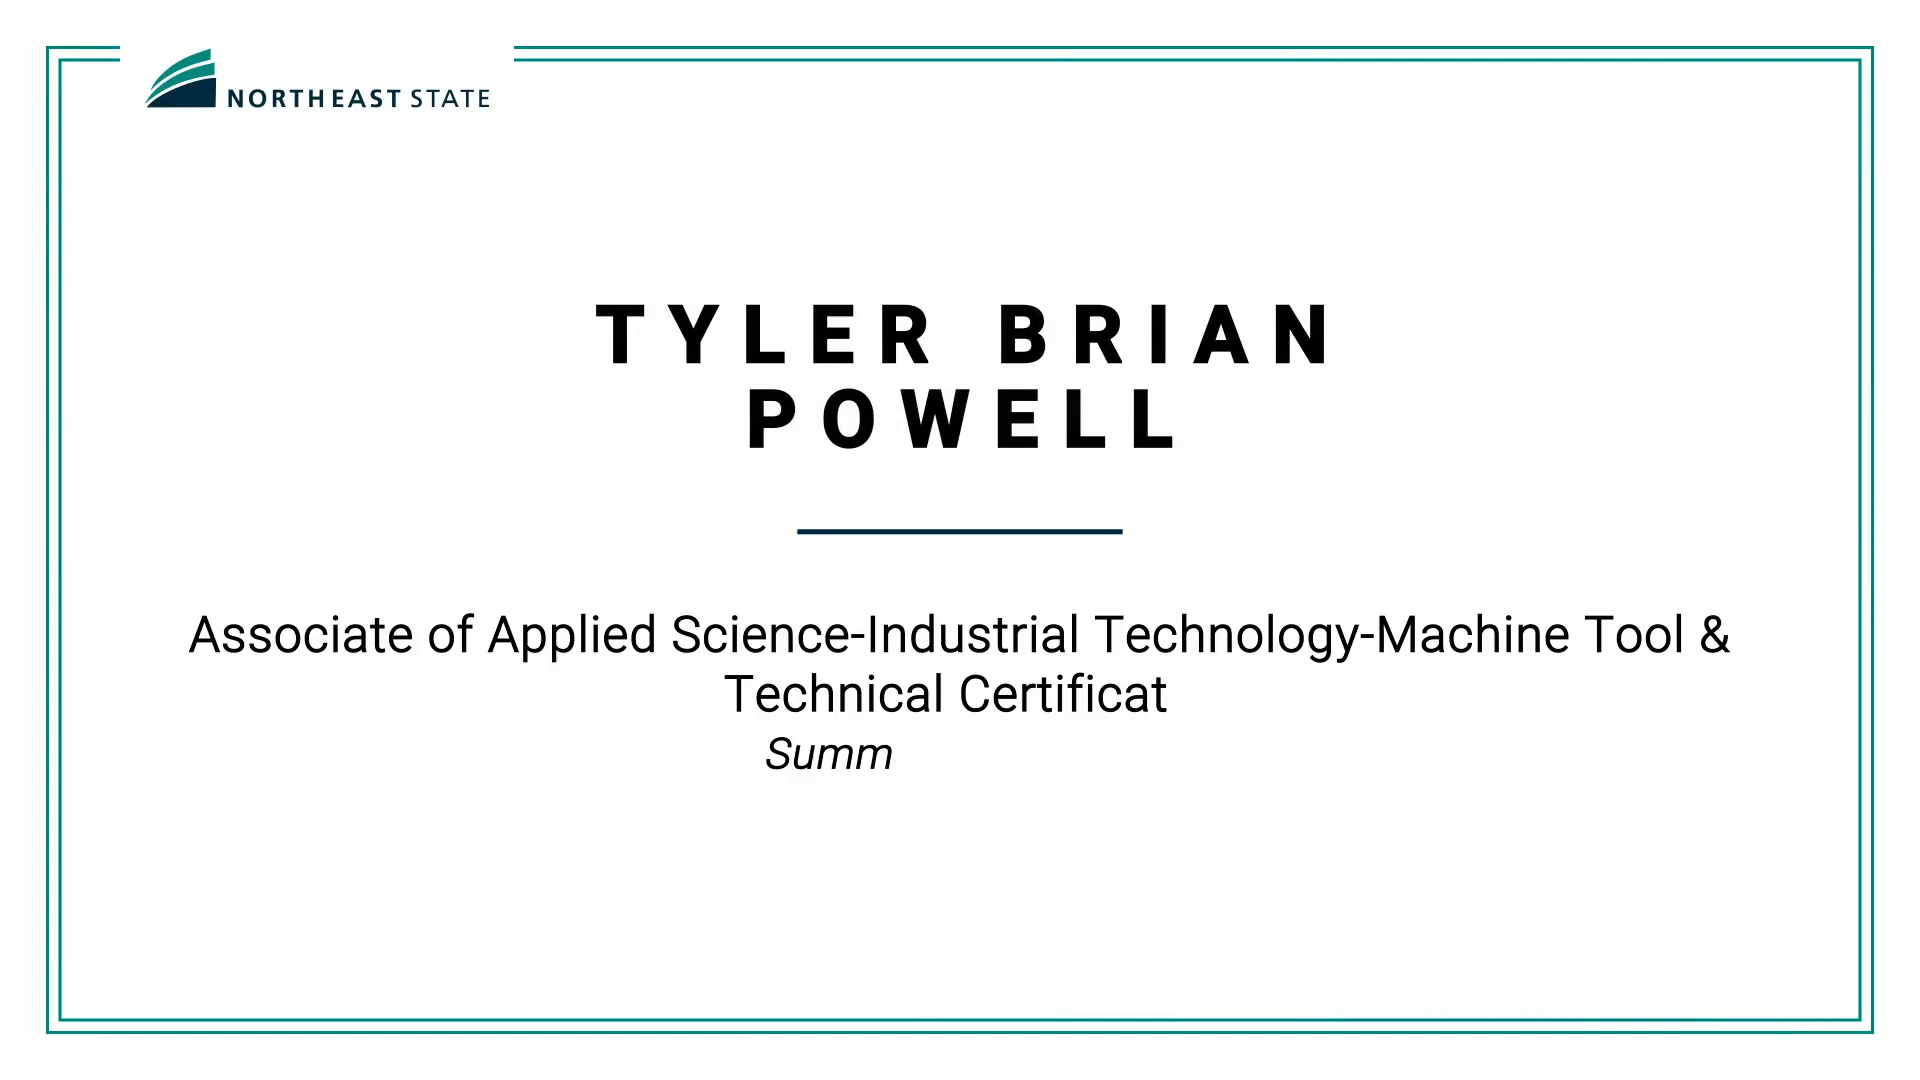 NORTHEAST STATE
TYLER BRIAN
POWELL
Associate of Applied Science-Industrial Technology-Machine Tool &
Technical Certificat
Summ